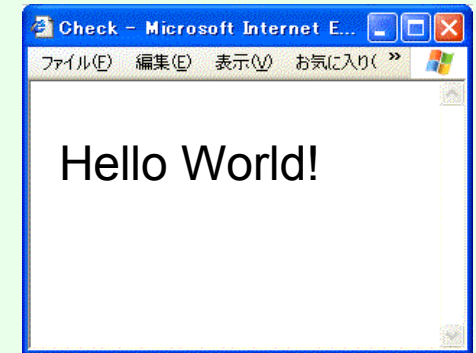 Check - Microsoft Internet E...
ファイル(F) 編集(E) 表示(V) お気に入り( »
Hello World!